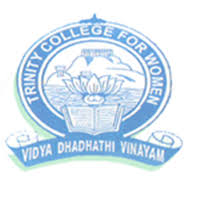 TRINITY COLLEGE FOR WOMEN
VIDYA DHADHATHI VINAYAM